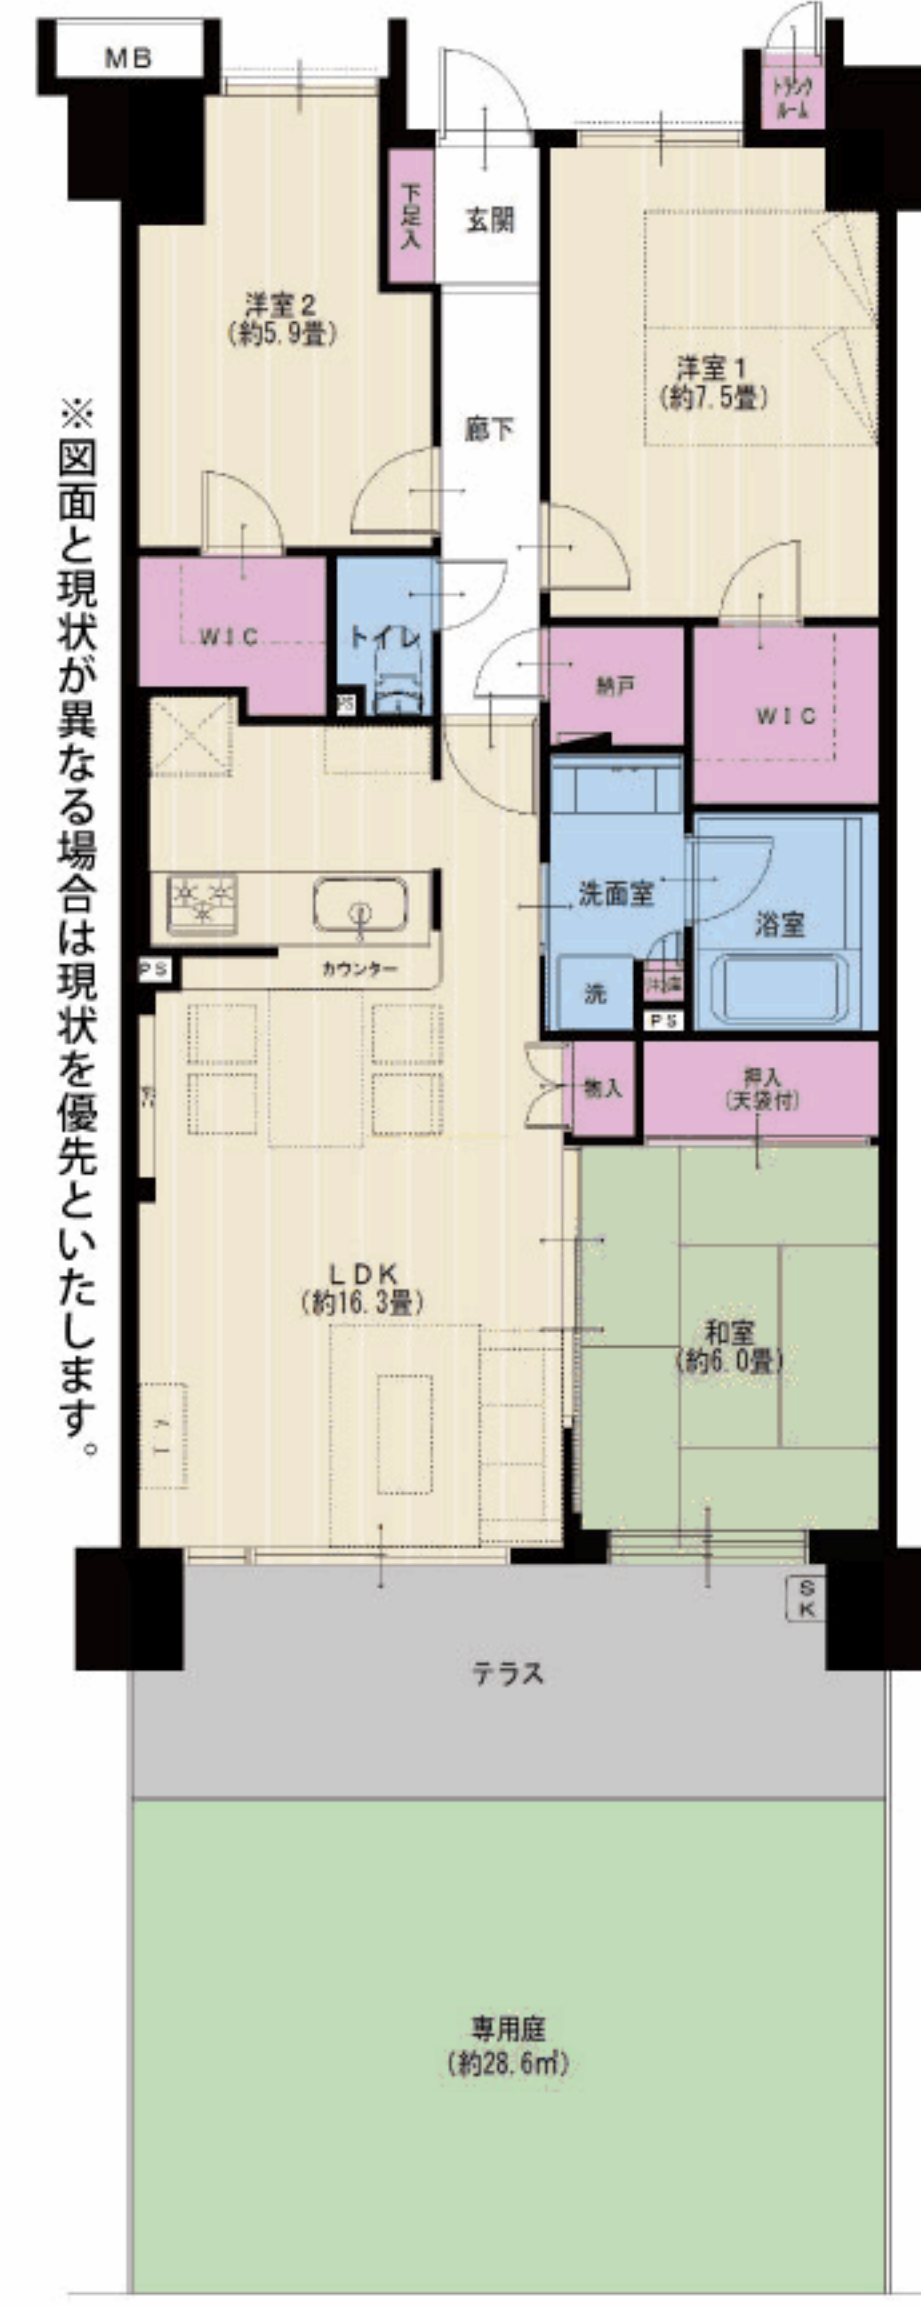 MB
トランク
ルーム
下足入
玄関
洋室2
(約5.9畳)
洋室1
(約7.5畳)
廊下
※図面と現状が異なる場合は現状を優先といたします。
WIC
トイレ
PS
納戸
WIC
洗面室
浴室
カウンター
PS
洗
PS
物入
押入
(天袋付)
LDK
(約16.3畳)
和室
(約6.0畳)
SK
テラス
専用庭
(約28.6㎡)